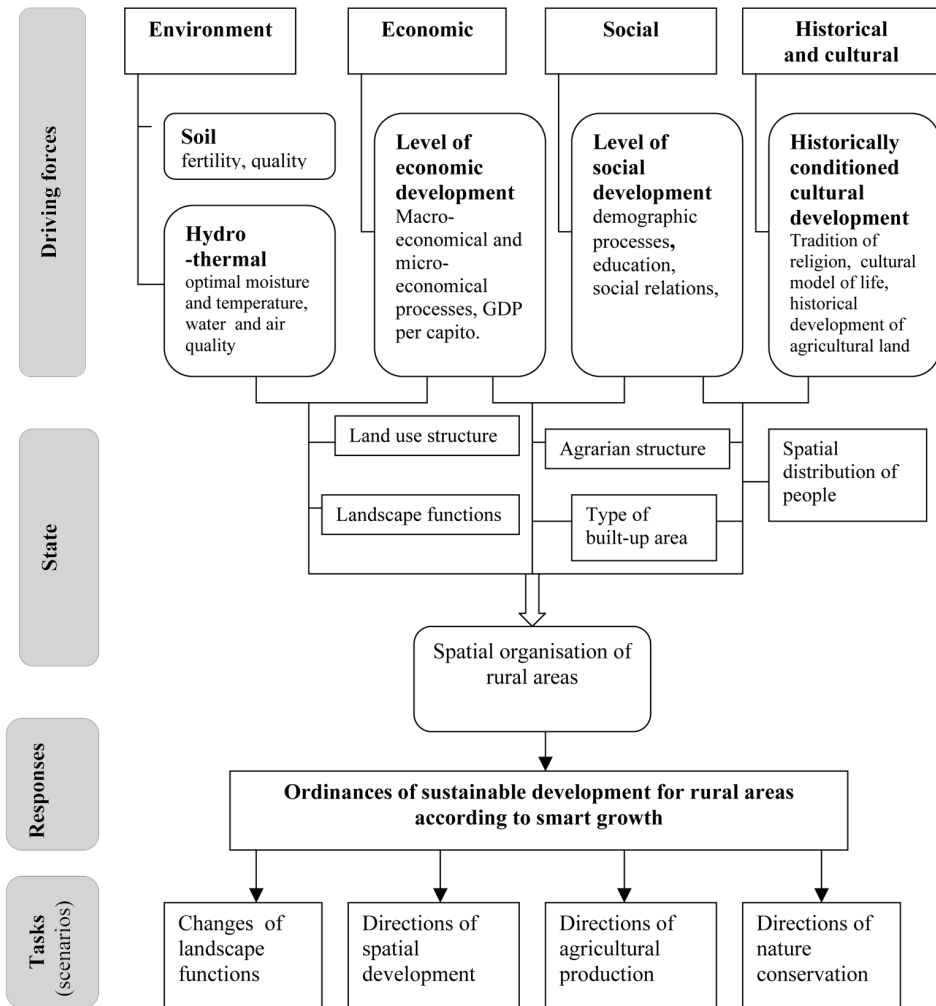 Driving forces
Environment
Economic
Social
Historical
and cultural
Soil
fertility, quality
Hydro
-thermal
optimal moisture
and temperature,
water and air
quality
Level of
economic
development
Macro-
economical and
micro-
economical
processes, GDP
per capito.
Level of
social
development
demographic
processes,
education,
social relations,
Historically
conditioned
cultural
development
Tradition of
religion, cultural
model of life,
historical
development of
agricultural land
State
Land use structure
Landscape functions
Agrarian structure
Type of
built-up area
Spatial
distribution of
people
Spatial organisation of
rural areas
Responses
Ordinances of sustainable development for rural areas
according to smart growth
Tasks
(scenarios)
Changes of
landscape
functions
Directions of
spatial
development
Directions of
agricultural
production
Directions of
nature
conservation